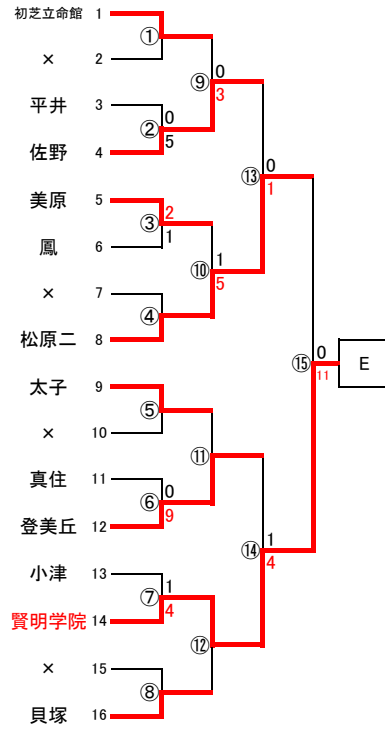 初芝立命館 1
①
× 2
⑨ 0
3
平井 3
② 0
5
佐野 4
⑬ 0
1
美原 5
③ 2
1
鳳 6
⑩ 1
5
× 7
④
松原二 8
⑮ 0
11
E
太子 9
⑤
× 10
⑪
真住 11
⑥ 0
9
登美丘 12
⑭ 1
4
小津 13
⑦ 1
4
賢明学院 14
⑫
× 15
⑧
貝塚 16